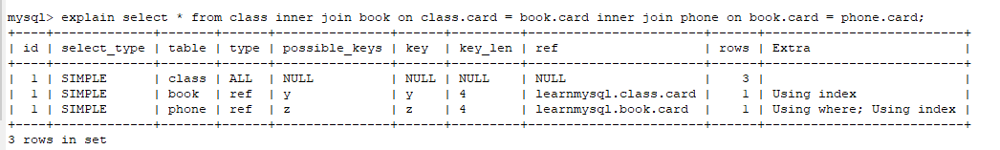 mysql> explain select * from class inner join book on class.card = book.card inner join phone on book.card = phone.card;
+----+-------------+-------+------+---------------+------+---------+-----------------------+------+--------------------------+
| id | select_type | table | type | possible_keys | key  | key_len | ref                   | rows | Extra                    |
+----+-------------+-------+------+---------------+------+---------+-----------------------+------+--------------------------+
|  1 | SIMPLE      | class | ALL  | NULL          | NULL | NULL    | NULL                  |    3 |                          |
|  1 | SIMPLE      | book  | ref  | y             | y    | 4       | learnmysql.class.card |    1 | Using index              |
|  1 | SIMPLE      | phone | ref  | z             | z    | 4       | learnmysql.book.card  |    1 | Using where; Using index |
+----+-------------+-------+------+---------------+------+---------+-----------------------+------+--------------------------+
3 rows in set